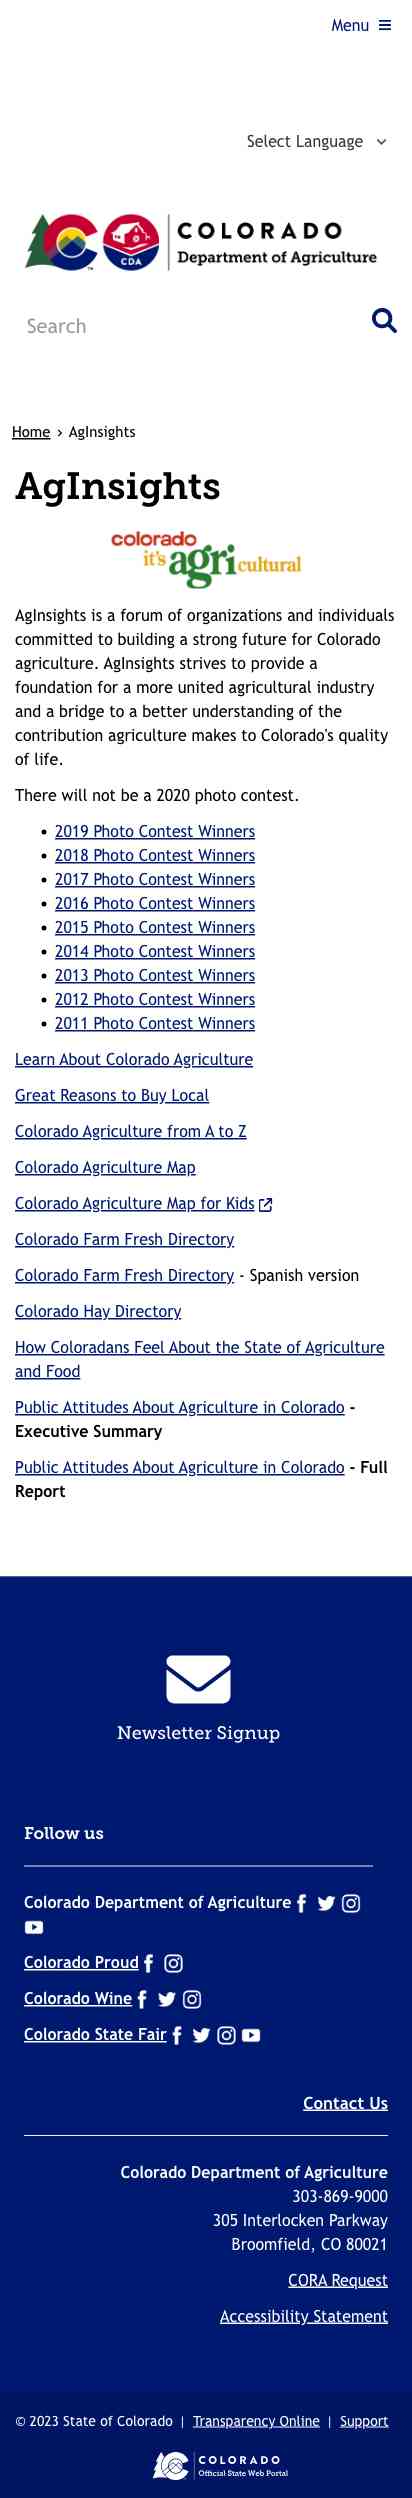 Menu
Select Language
CDA
COLORADO
Department of Agriculture
TM
Search
Home › AgInsights
AgInsights
colorado
it's agricultural
AgInsights is a forum of organizations and individuals
committed to building a strong future for Colorado
agriculture. AgInsights strives to provide a
foundation for a more united agricultural industry
and a bridge to a better understanding of the
contribution agriculture makes to Colorado's quality
of life.
There will not be a 2020 photo contest.
• 2019 Photo Contest Winners
• 2018 Photo Contest Winners
• 2017 Photo Contest Winners
• 2016 Photo Contest Winners
• 2015 Photo Contest Winners
• 2014 Photo Contest Winners
• 2013 Photo Contest Winners
• 2012 Photo Contest Winners
• 2011 Photo Contest Winners
Learn About Colorado Agriculture
Great Reasons to Buy Local
Colorado Agriculture from A to Z
Colorado Agriculture Map
Colorado Agriculture Map for Kids
Colorado Farm Fresh Directory
Colorado Farm Fresh Directory - Spanish version
Colorado Hay Directory
How Coloradans Feel About the State of Agriculture
and Food
Public Attitudes About Agriculture in Colorado -
Executive Summary
Public Attitudes About Agriculture in Colorado - Full
Report
Newsletter Signup
Follow us
Colorado Department of Agriculture
Colorado Proud
Colorado Wine
Colorado State Fair
Contact Us
Colorado Department of Agriculture
303-869-9000
305 Interlocken Parkway
Broomfield, CO 80021
CORA Request
Accessibility Statement
© 2023 State of Colorado | Transparency Online | Support
COLORADO
Official State Web Portal